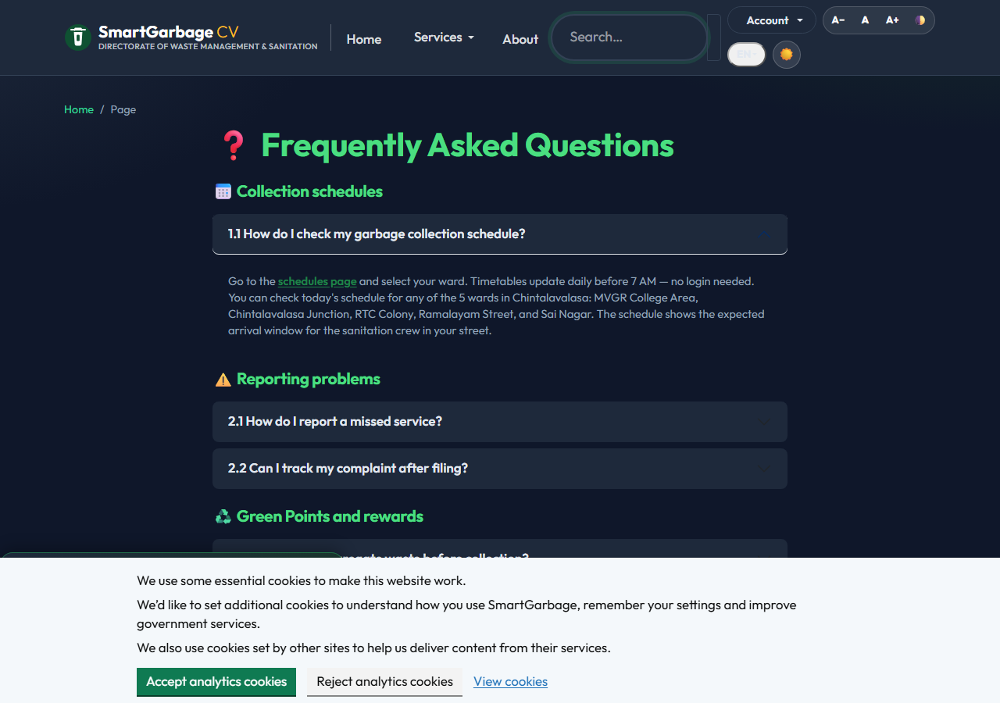 SmartGarbage CV
DIRECTORATE OF WASTE MANAGEMENT & SANITATION
Home
Services
About
Search...
Account
A−
A
A+
EN
Home / Page
Frequently Asked Questions
Collection schedules
1.1 How do I check my garbage collection schedule?
Go to the schedules page and select your ward. Timetables update daily before 7 AM — no login needed.
You can check today's schedule for any of the 5 wards in Chintalavalasa: MVGR College Area,
Chintalavalasa Junction, RTC Colony, Ramalayam Street, and Sai Nagar. The schedule shows the expected
arrival window for the sanitation crew in your street.
Reporting problems
2.1 How do I report a missed service?
2.2 Can I track my complaint after filing?
Green Points and rewards
waste before collection?
We use some essential cookies to make this website work.
We'd like to set additional cookies to understand how you use SmartGarbage, remember your settings and improve
government services.
We also use cookies set by other sites to help us deliver content from their services.
Accept analytics cookies
Reject analytics cookies
View cookies